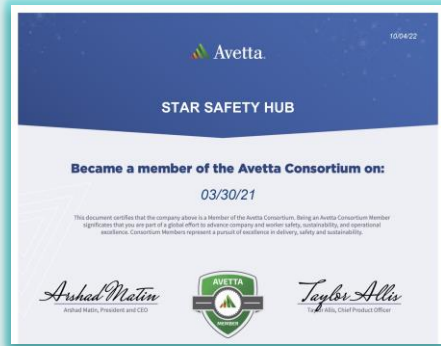 10/04/22
Avetta.
STAR SAFETY HUB
Became a member of the Avetta Consortium on:
03/30/21
This document certifies that the company above is a Member of the Avetta Consortium. Being an Avetta Consortium Member
significates that you are part of a global effort to advance company and worker safety, sustainability, and operational
excellence. Consortium Members represent a pursuit of excellence in delivery, safety and sustainability.
Arshad Matin
Taylor Allis
Arshad Matin, President and CEO
Taylor Allis, Chief Product Officer
AVETTA
MEMBER